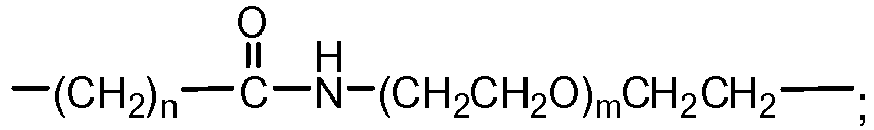 O H
—(CH₂)ₙ—C—N—(CH₂CH₂O)ₘCH₂CH₂— ;